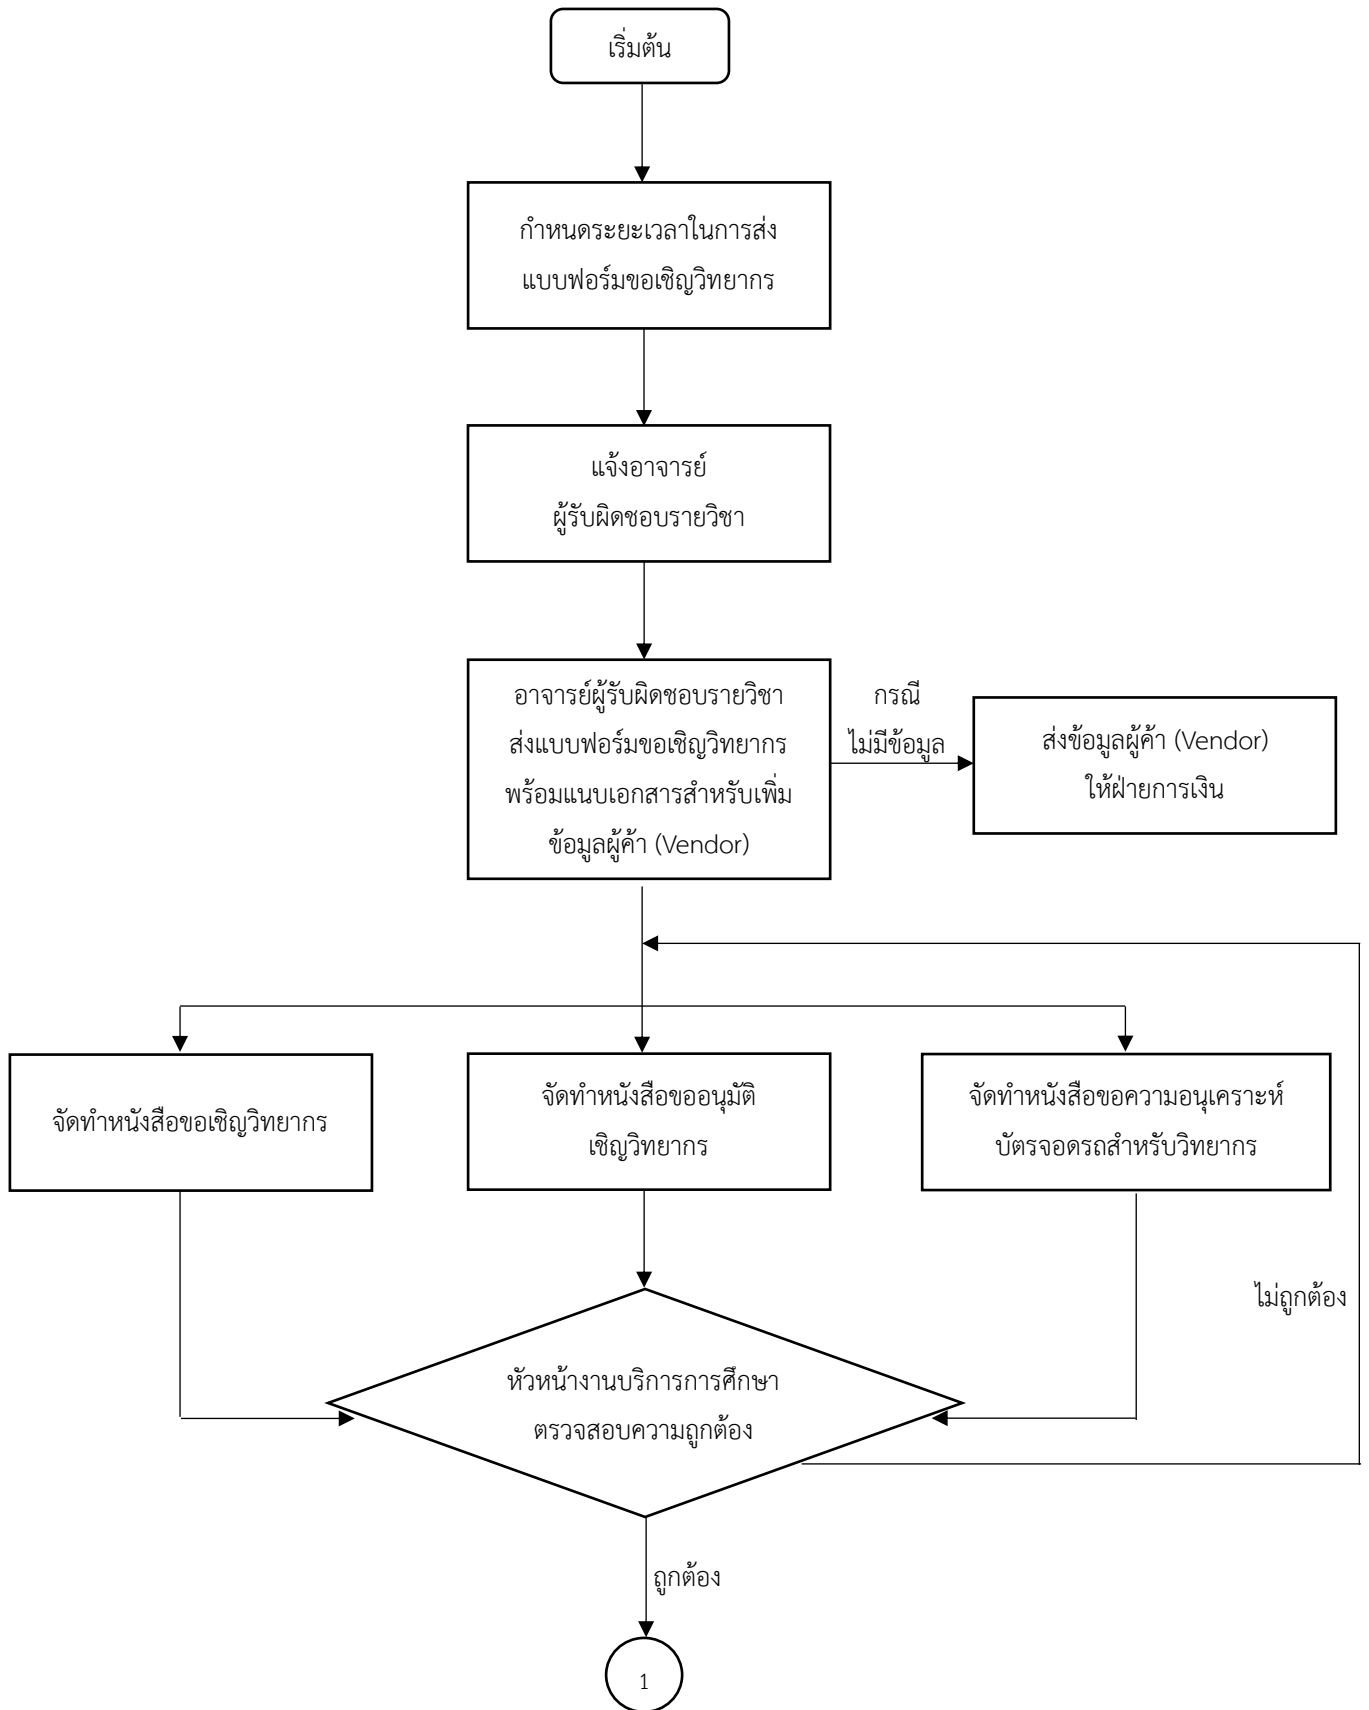 เริ่มต้น
กำหนดระยะเวลาในการส่ง
แบบฟอร์มขอเชิญวิทยากร
แจ้งอาจารย์
ผู้รับผิดชอบรายวิชา
อาจารย์ผู้รับผิดชอบรายวิชา
ส่งแบบฟอร์มขอเชิญวิทยากร
พร้อมแนบเอกสารสำหรับเพิ่ม
ข้อมูลผู้ค้า (Vendor)
กรณี
ไม่มีข้อมูล
ส่งข้อมูลผู้ค้า (Vendor)
ให้ฝ่ายการเงิน
จัดทำหนังสือขอเชิญวิทยากร
จัดทำหนังสือขออนุมัติ
เชิญวิทยากร
จัดทำหนังสือขอความอนุเคราะห์
บัตรจอดรถสำหรับวิทยากร
ไม่ถูกต้อง
หัวหน้างานบริการการศึกษา
ตรวจสอบความถูกต้อง
ถูกต้อง
1